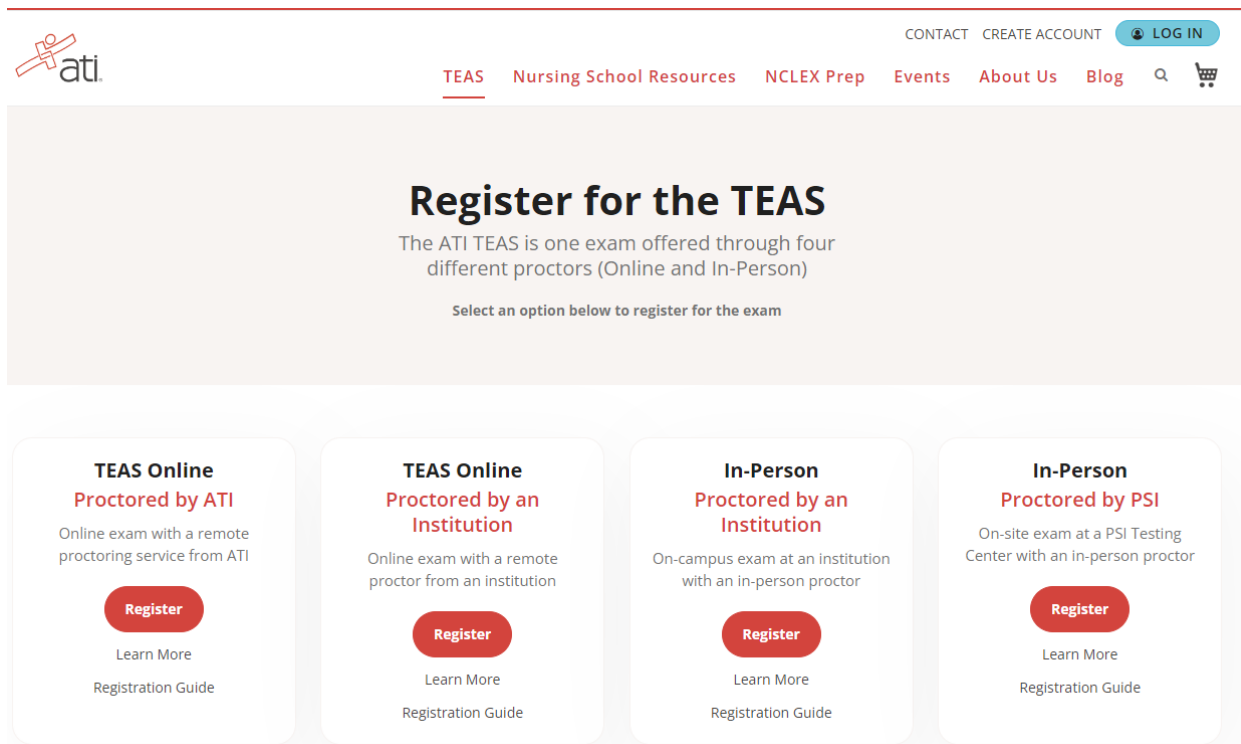 CONTACT CREATE ACCOUNT LOG IN
ati
TEAS Nursing School Resources NCLEX Prep Events About Us Blog
Register for the TEAS
The ATI TEAS is one exam offered through four
different proctors (Online and In-Person)
Select an option below to register for the exam
TEAS Online
Proctored by ATI
Online exam with a remote
proctoring service from ATI
Register
Learn More
Registration Guide
TEAS Online
Proctored by an
Institution
Online exam with a remote
proctor from an institution
Register
Learn More
Registration Guide
In-Person
Proctored by an
Institution
On-campus exam at an institution
with an in-person proctor
Register
Learn More
Registration Guide
In-Person
Proctored by PSI
On-site exam at a PSI Testing
Center with an in-person proctor
Register
Learn More
Registration Guide